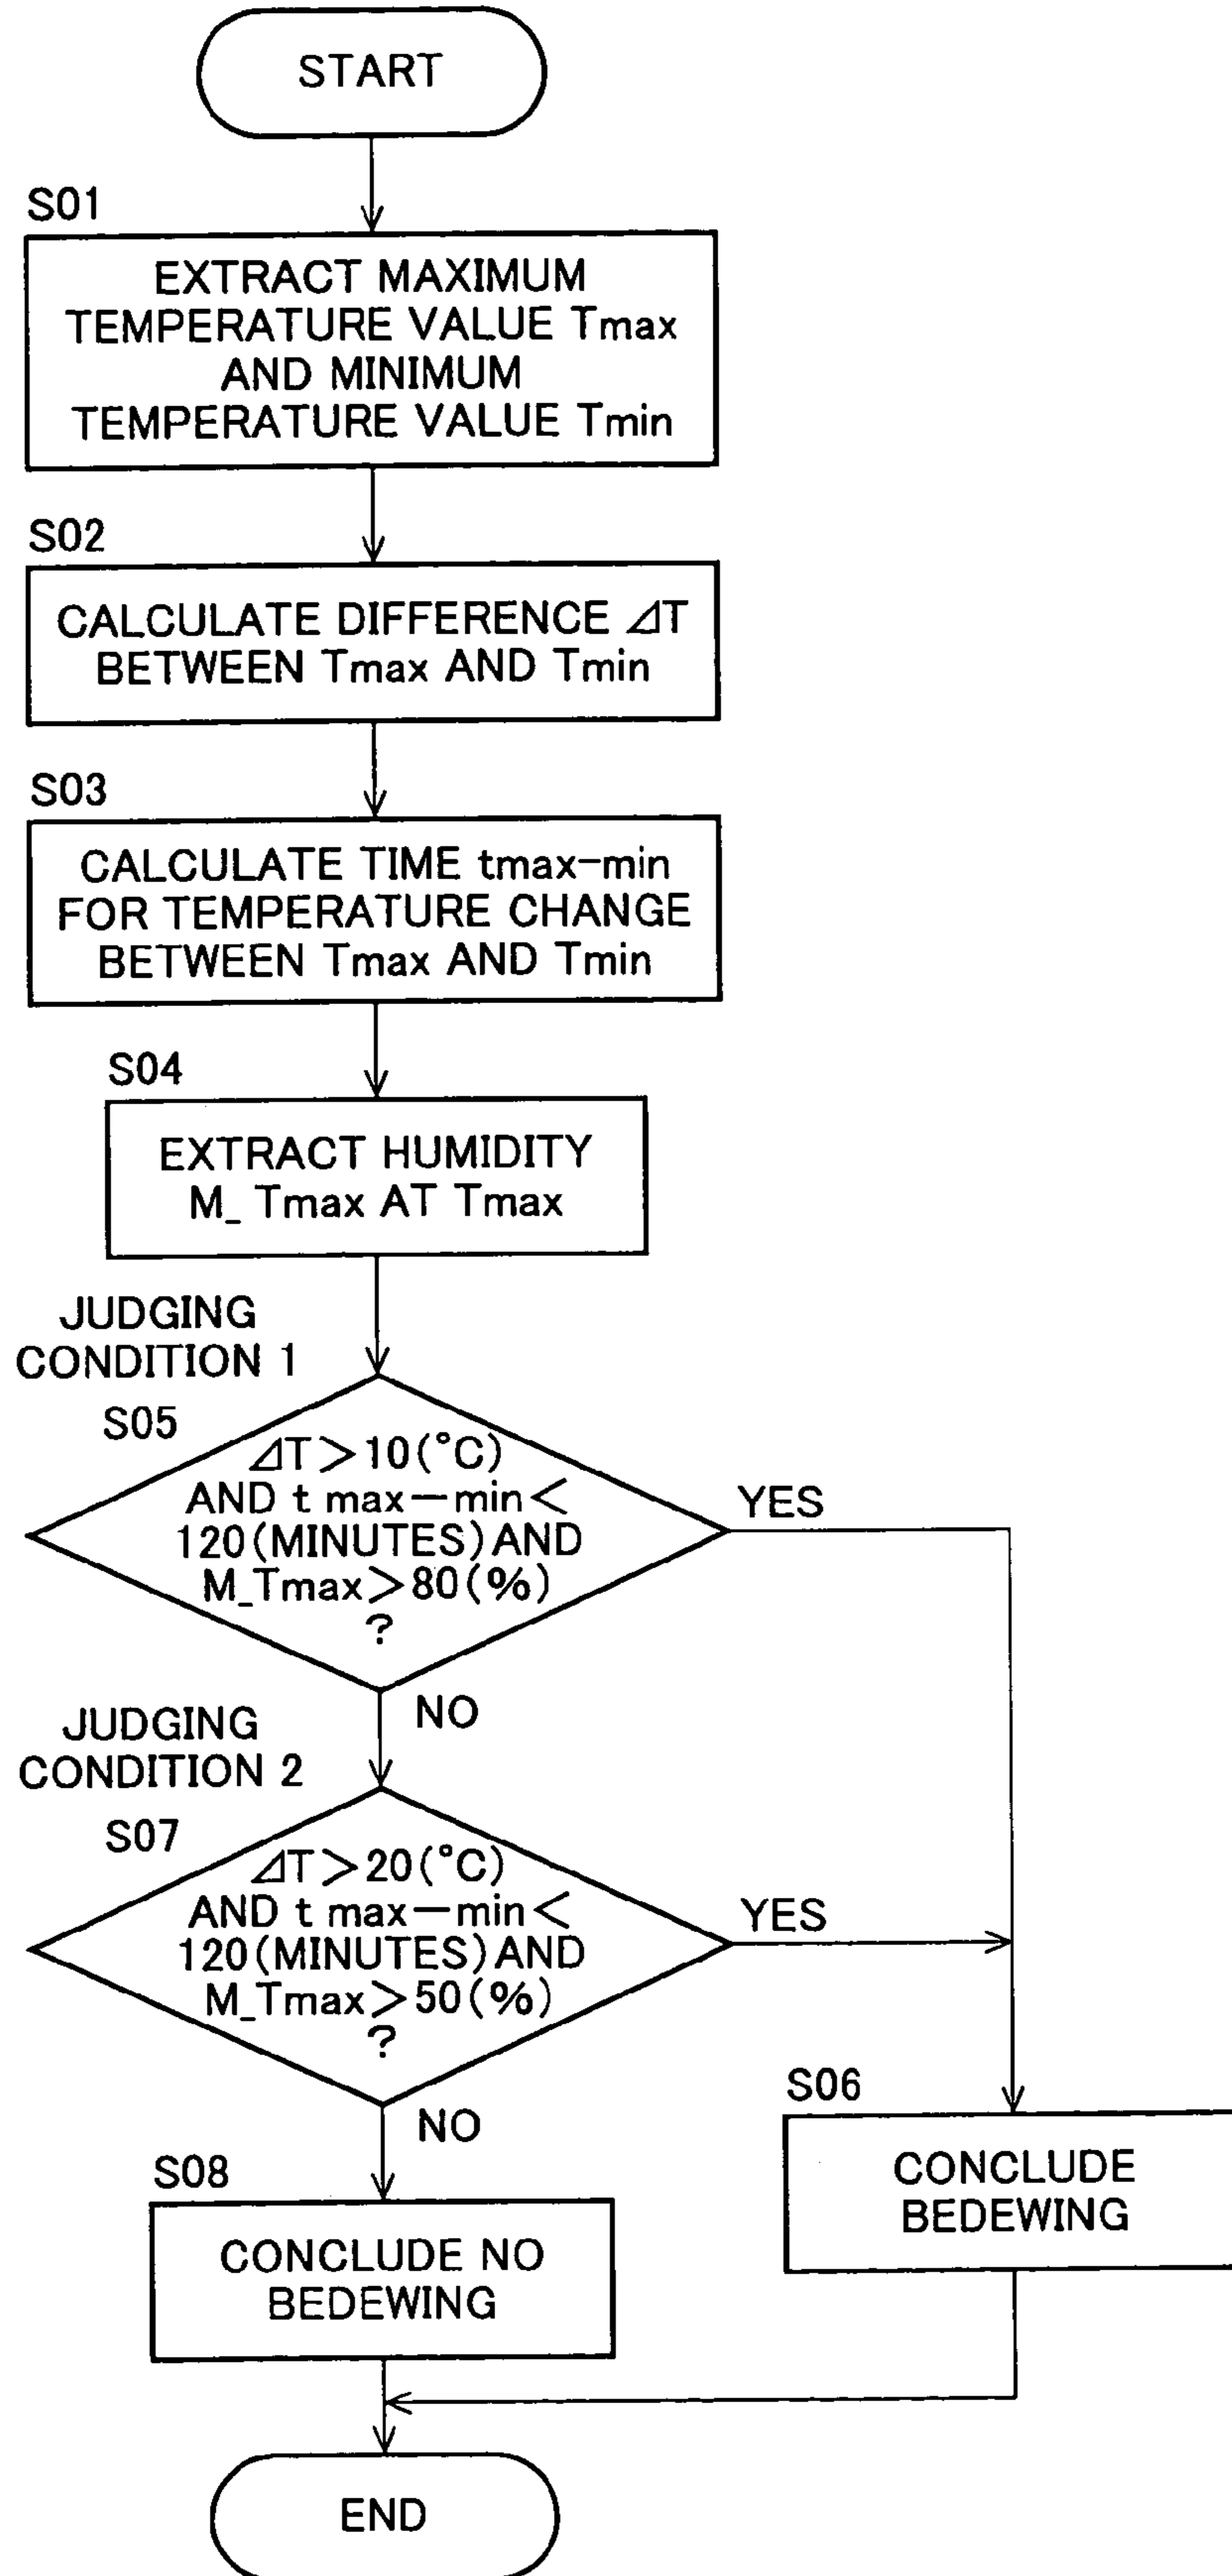 START
S01
EXTRACT MAXIMUM
TEMPERATURE VALUE Tmax
AND MINIMUM
TEMPERATURE VALUE Tmin
S02
CALCULATE DIFFERENCE ⊿T
BETWEEN Tmax AND Tmin
S03
CALCULATE TIME tmax-min
FOR TEMPERATURE CHANGE
BETWEEN Tmax AND Tmin
S04
EXTRACT HUMIDITY
M_ Tmax AT Tmax
JUDGING
CONDITION 1
S05
⊿T>10(°C)
AND t max-min<
120(MINUTES)AND
M_Tmax>80(%)
?
YES
NO
JUDGING
CONDITION 2
S07
⊿T>20(°C)
AND t max-min<
120(MINUTES)AND
M_Tmax>50(%)
?
YES
NO
S06
CONCLUDE
BEDEWING
S08
CONCLUDE NO
BEDEWING
END